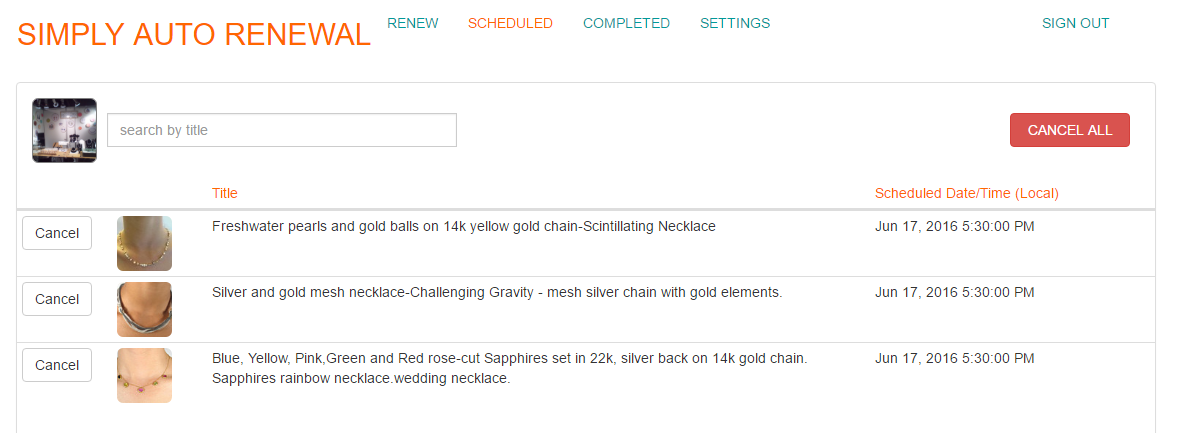 SIMPLY AUTO RENEWAL
RENEW
SCHEDULED
COMPLETED
SETTINGS
SIGN OUT
search by title
CANCEL ALL
Title
Scheduled Date/Time (Local)
Cancel
Freshwater pearls and gold balls on 14k yellow gold chain-Scintillating Necklace
Jun 17, 2016 5:30:00 PM
Cancel
Silver and gold mesh necklace-Challenging Gravity - mesh silver chain with gold elements.
Jun 17, 2016 5:30:00 PM
Cancel
Blue, Yellow, Pink,Green and Red rose-cut Sapphires set in 22k, silver back on 14k gold chain.
Sapphires rainbow necklace.wedding necklace.
Jun 17, 2016 5:30:00 PM